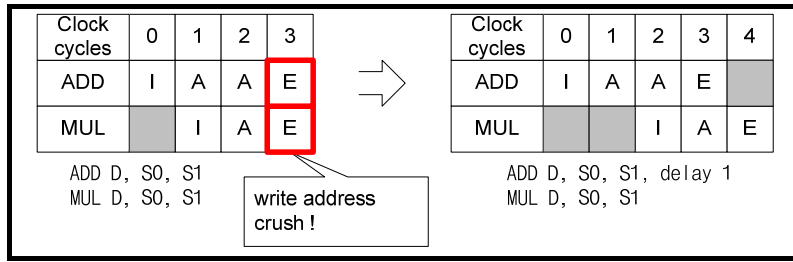 Clock cycles 0 1 2 3
ADD I A A E
MUL I A E
ADD D, S0, S1
MUL D, S0, S1
write address
crush !
Clock cycles 0 1 2 3 4
ADD I A A E
MUL I A E
ADD D, S0, S1, delay 1
MUL D, S0, S1